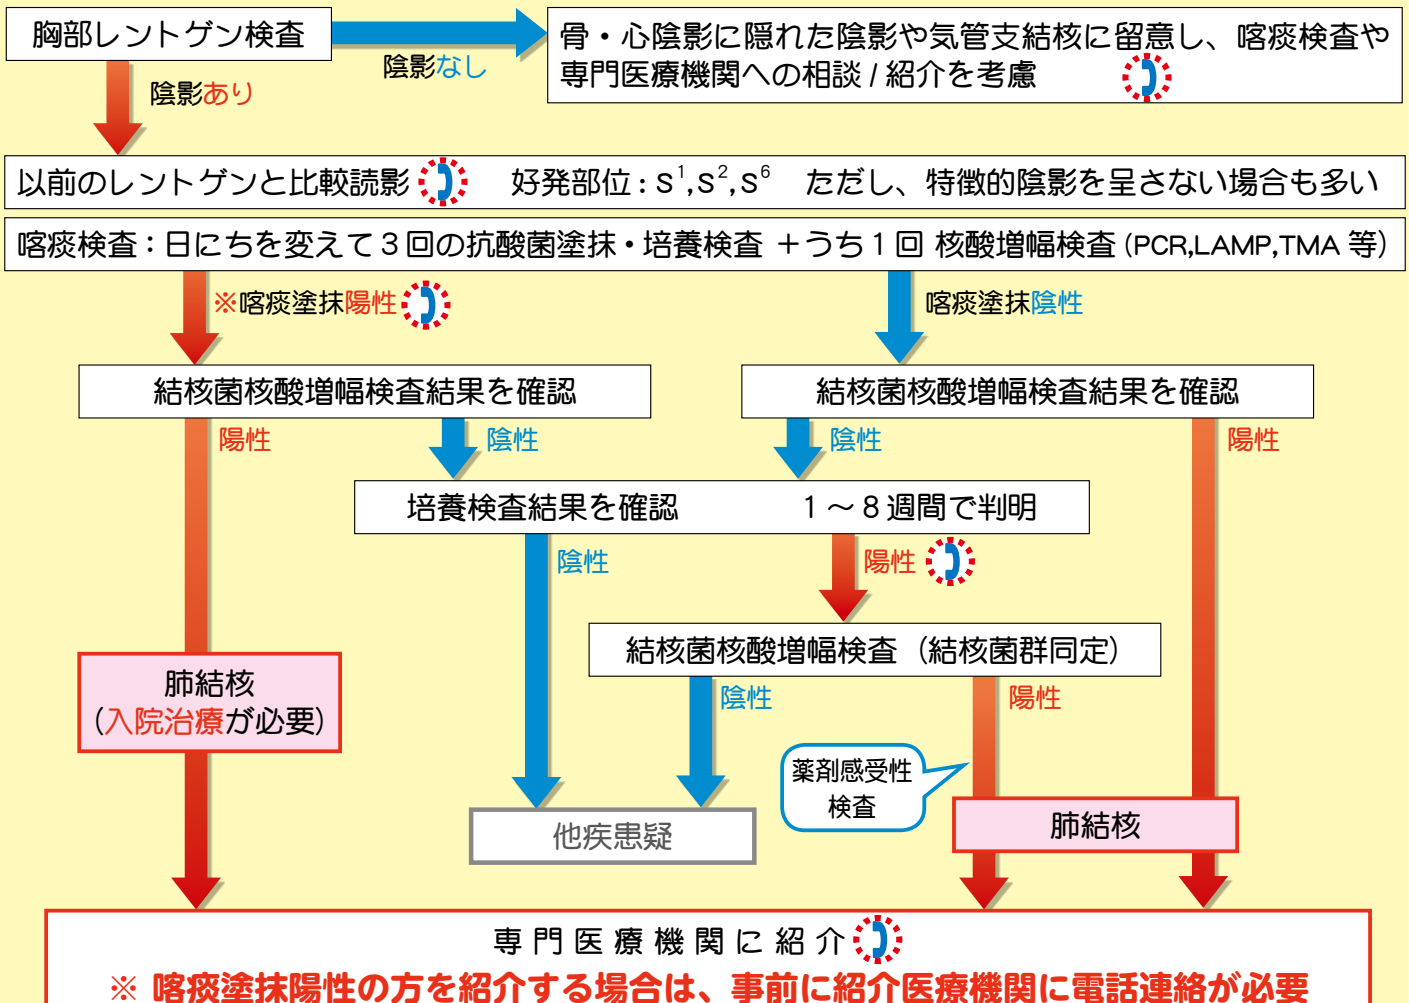 胸部レントゲン検査
陰影なし
骨・心陰影に隠れた陰影や気管支結核に留意し、喀痰検査や
専門医療機関への相談 / 紹介を考慮
陰影あり
以前のレントゲンと比較読影 好発部位：S¹,S²,S⁶ ただし、特徴的陰影を呈さない場合も多い
喀痰検査：日にちを変えて３回の抗酸菌塗抹・培養検査 ＋うち１回 核酸増幅検査 (PCR,LAMP,TMA 等)
※喀痰塗抹陽性
喀痰塗抹陰性
結核菌核酸増幅検査結果を確認
結核菌核酸増幅検査結果を確認
陽性
陰性
陰性
陽性
培養検査結果を確認 １～８週間で判明
陰性
陽性
結核菌核酸増幅検査（結核菌群同定）
肺結核
(入院治療が必要)
陰性
陽性
薬剤感受性
検査
他疾患疑
肺結核
専門医療機関に紹介
※ 喀痰塗抹陽性の方を紹介する場合は、事前に紹介医療機関に電話連絡が必要